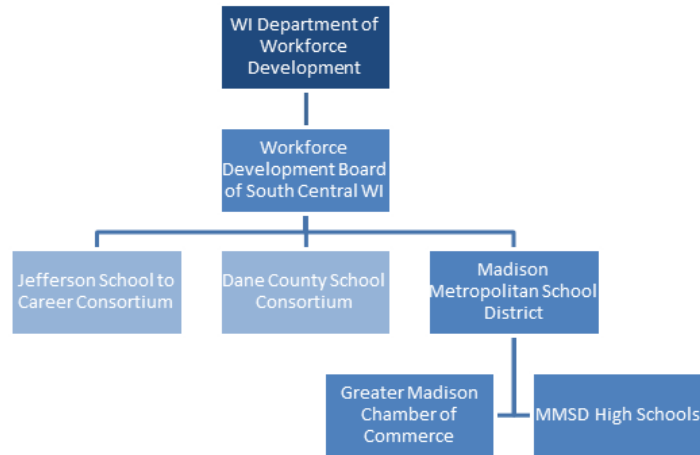 WI Department of
Workforce
Development
Workforce
Development Board
of South Central WI
Jefferson School to
Career Consortium
Dane County School
Consortium
Madison
Metropolitan School
District
Greater Madison
Chamber of
Commerce
MMSD High Schools